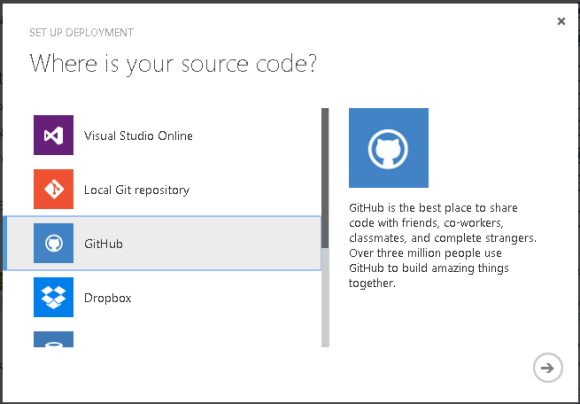 SET UP DEPLOYMENT
Where is your source code?
Visual Studio Online
Local Git repository
GitHub
Dropbox
GitHub is the best place to share
code with friends, co-workers,
classmates, and complete strangers.
Over three million people use
GitHub to build amazing things
together.